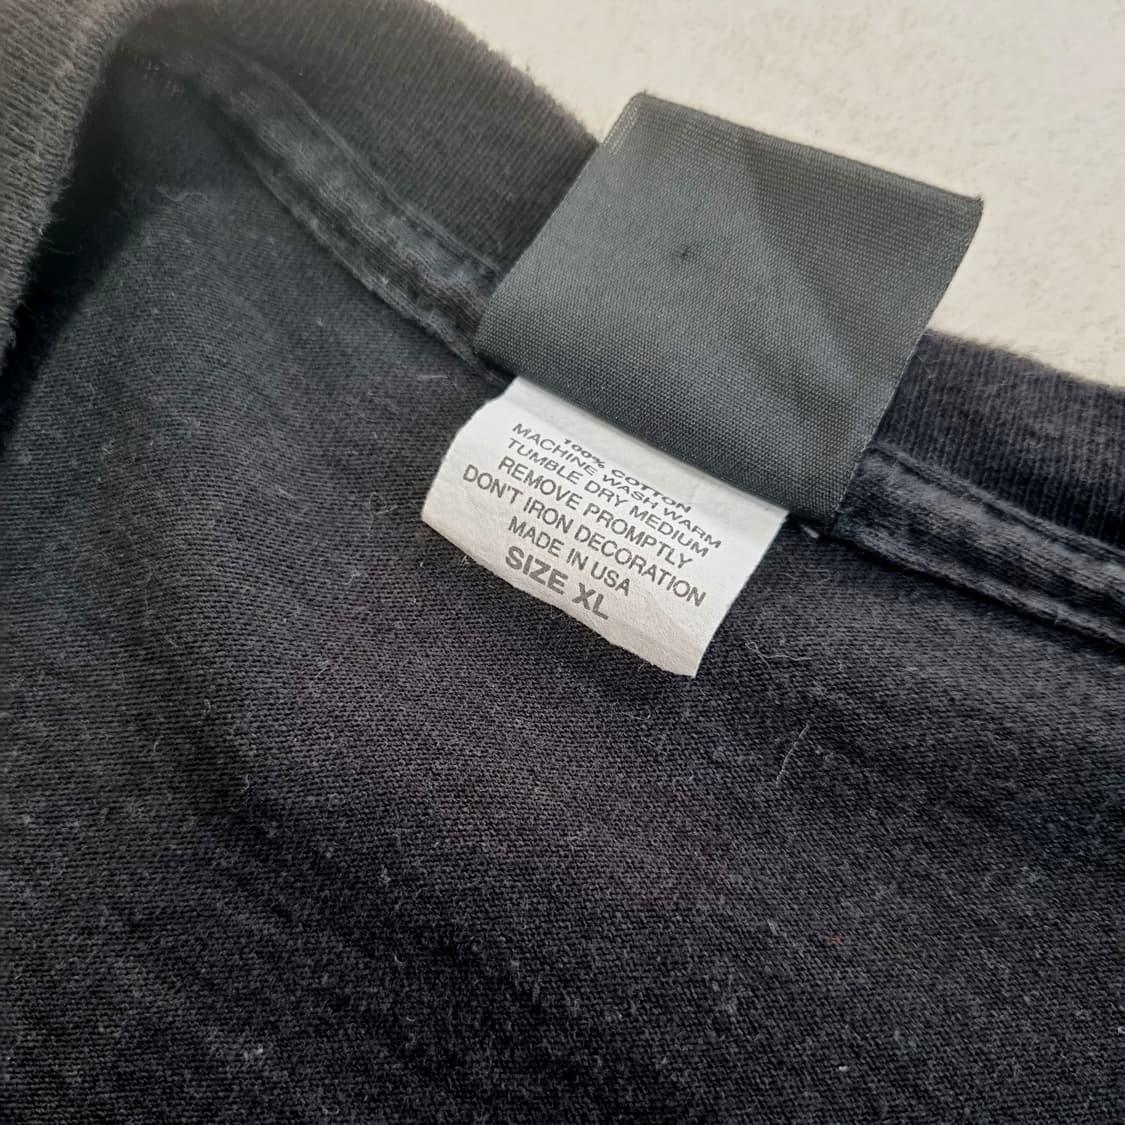 100% COTTON
MACHINE WASH WARM
TUMBLE DRY MEDIUM
REMOVE PROMPTLY
DON'T IRON DECORATION
MADE IN USA
SIZE XL